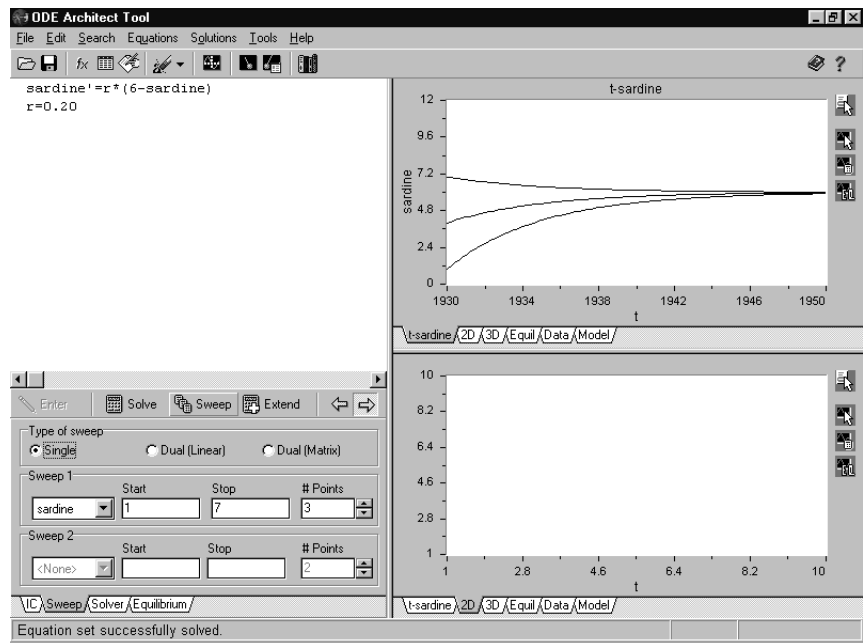 ODE Architect Tool
File Edit Search Equations Solutions Tools Help
fx
sardine'=r*(6-sardine)
r=0.20
t-sardine
12
9.6
7.2
4.8
2.4
0
sardine
1930 1934 1938 1942 1946 1950
t
t-sardine 2D 3D Equil Data Model
Enter Solve Sweep Extend
Type of sweep
Single Dual (Linear) Dual (Matrix)
Sweep 1
Start Stop # Points
sardine 1 7 3
Sweep 2
Start Stop # Points
<None> 2
IC Sweep Solver Equilibrium
10
8.2
6.4
4.6
2.8
1
1 2.8 4.6 6.4 8.2 10
t
t-sardine 2D 3D Equil Data Model
Equation set successfully solved.